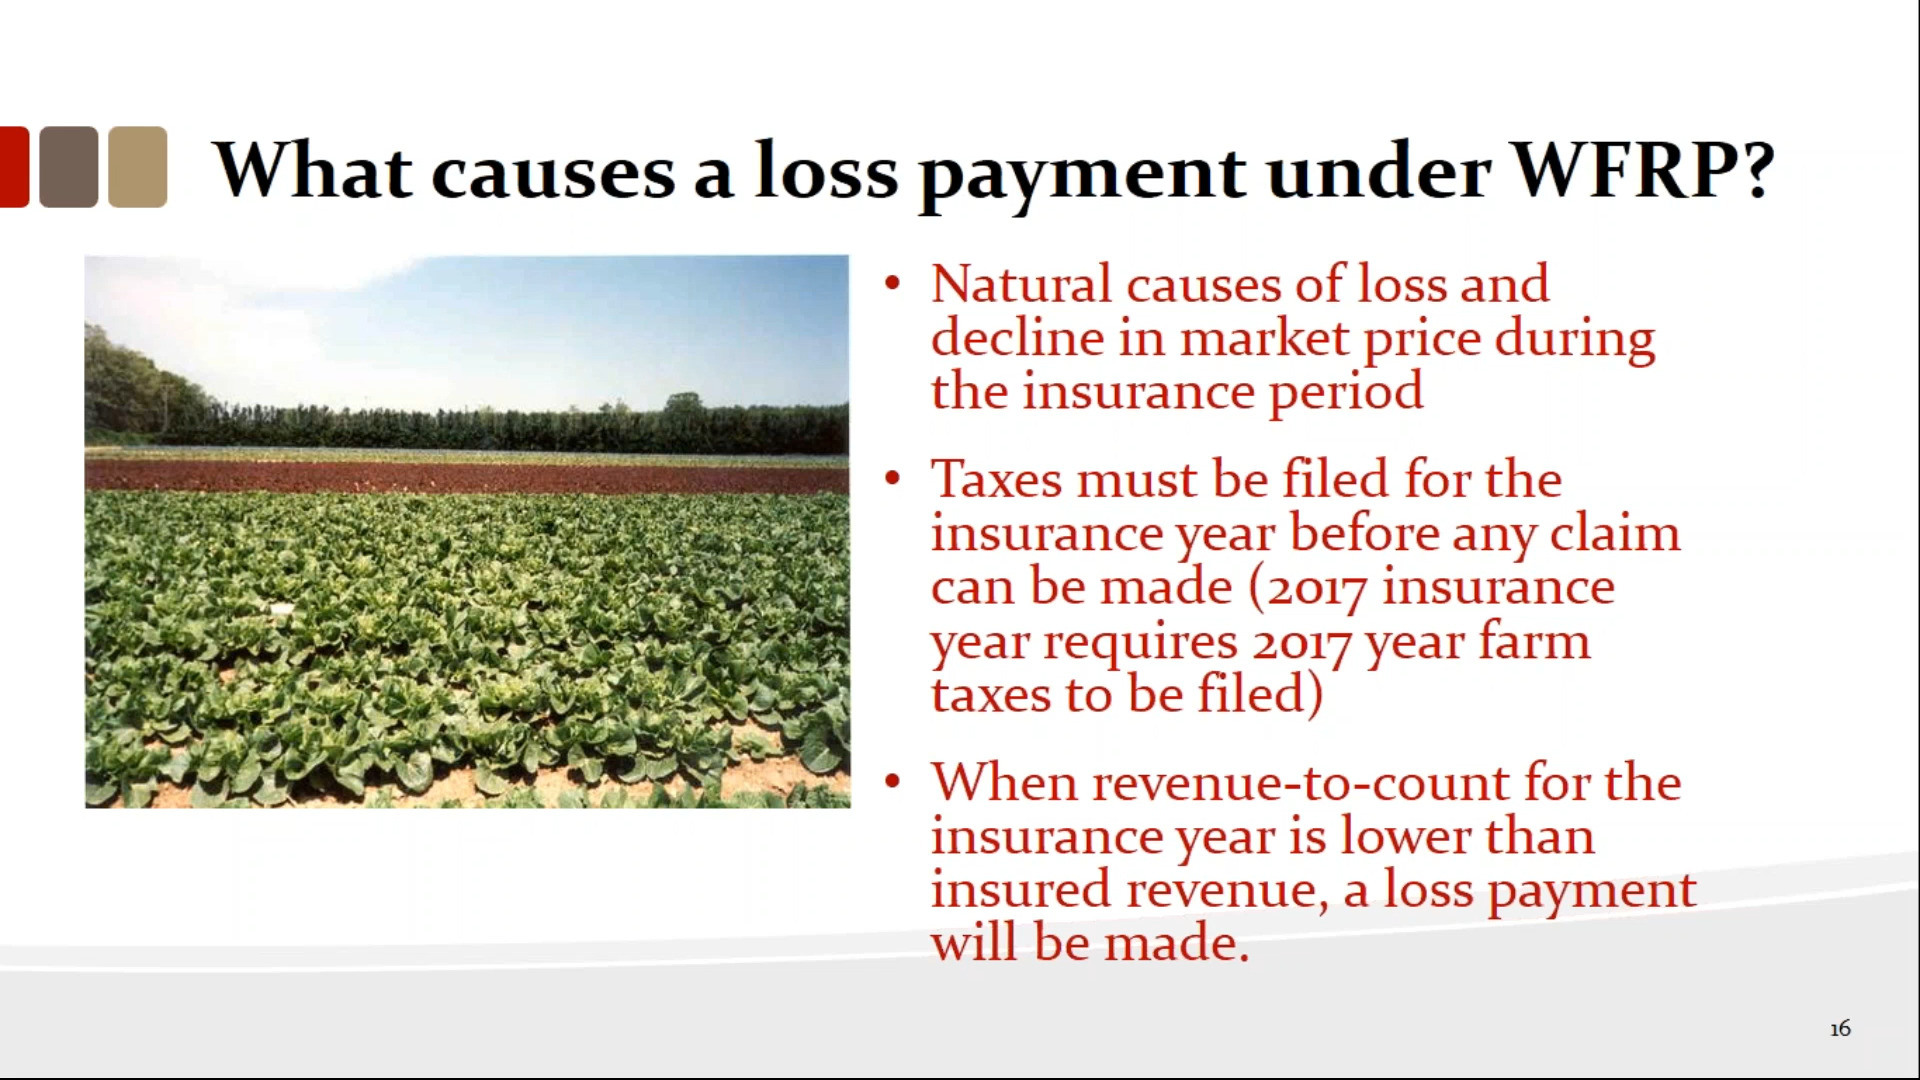 What causes a loss payment under WFRP?
• Natural causes of loss and
decline in market price during
the insurance period
• Taxes must be filed for the
insurance year before any claim
can be made (2017 insurance
year requires 2017 year farm
taxes to be filed)
• When revenue-to-count for the
insurance year is lower than
insured revenue, a loss payment
will be made.
16